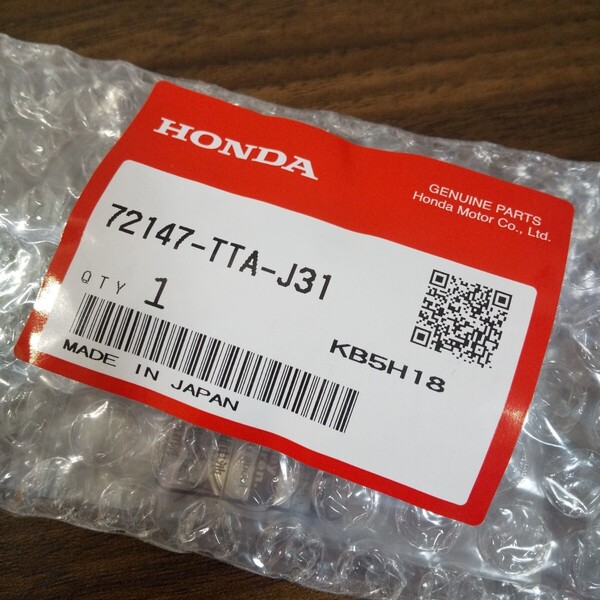 HONDA
GENUINE PARTS
Honda Motor Co., Ltd.
72147-TTA-J31
QTY 1
KB5H18
MADE IN JAPAN